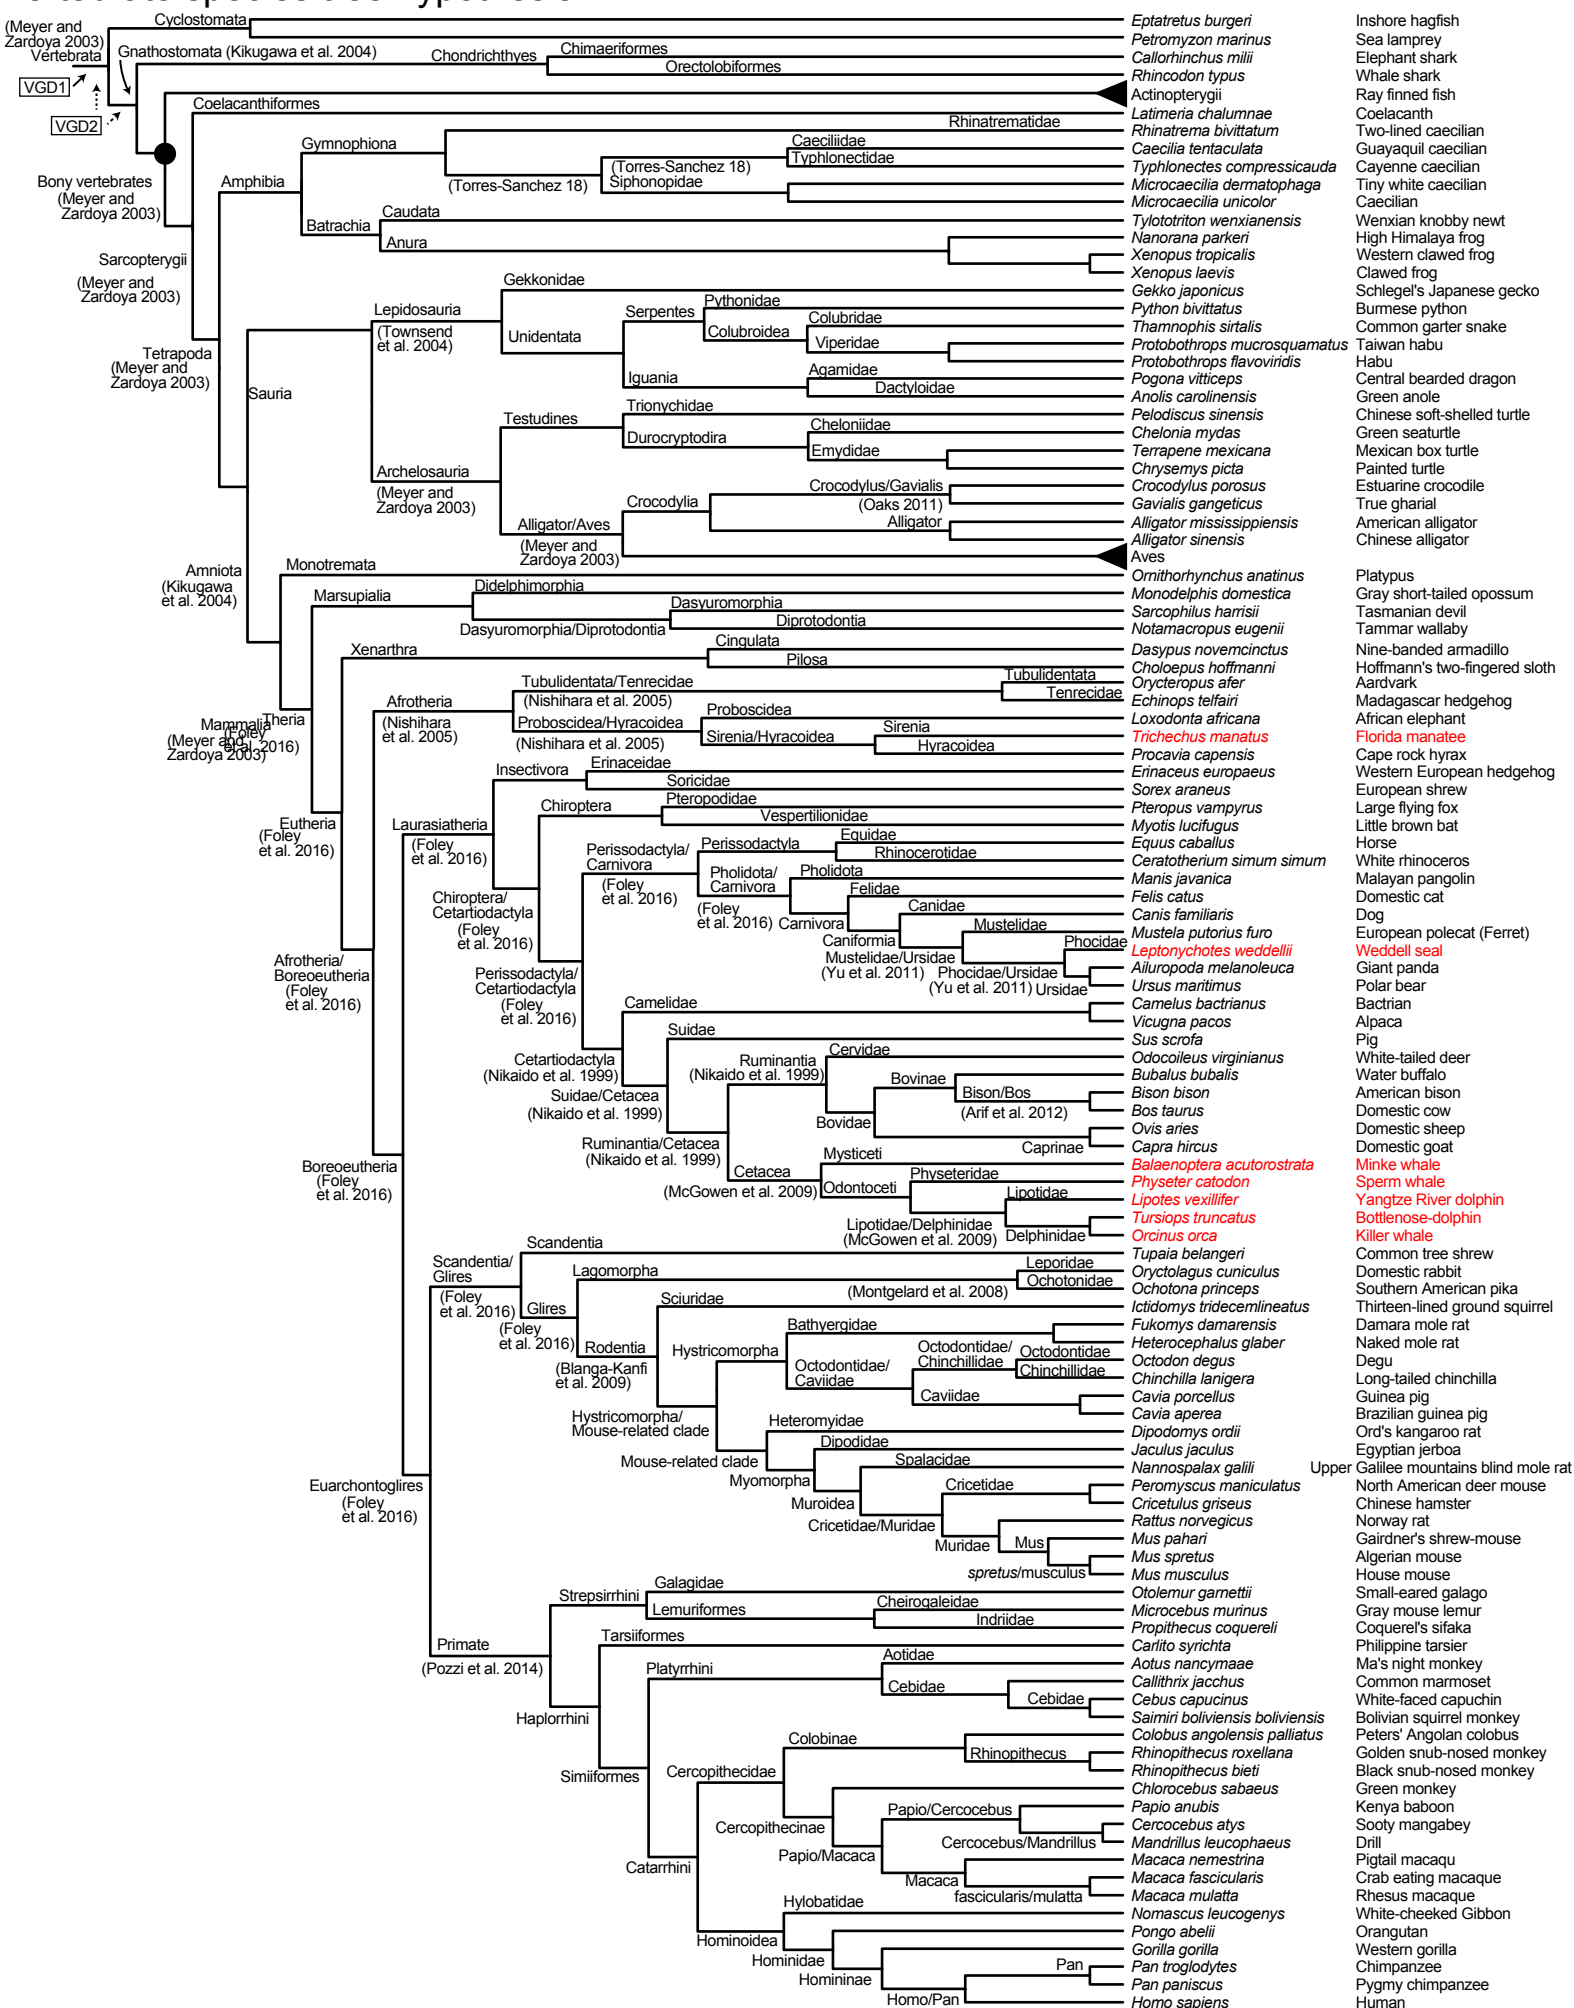 (Meyer and
Zardoya 2003)
Vertebrata
VGD1
VGD2
Cyclostomata
Gnathostomata (Kikugawa et al. 2004)
Chondrichthyes
Chimaeriformes
Orectolobiformes
Coelacanthiformes
Bony vertebrates
(Meyer and
Zardoya 2003)
Sarcopterygii
(Meyer and
Zardoya 2003)
Tetrapoda
(Meyer and
Zardoya 2003)
Amphibia
Gymnophiona
Rhinatrematidae
(Torres-Sanchez 18)
Caeciliidae
Typhlonectidae
(Torres-Sanchez 18)
Siphonopidae
Batrachia
Caudata
Anura
Amniota
(Kikugawa
et al. 2004)
Sauria
Lepidosauria
(Townsend
et al. 2004)
Gekkonidae
Unidentata
Serpentes
Pythonidae
Colubroidea
Colubridae
Viperidae
Iguania
Agamidae
Dactyloidae
Archelosauria
(Meyer and
Zardoya 2003)
Testudines
Trionychidae
Durocryptodira
Cheloniidae
Emydidae
Alligator/Aves
(Meyer and
Zardoya 2003)
Crocodylia
Crocodylus/Gavialis
(Oaks 2011)
Alligator
Mammalia
(Meyer and
Zardoya 2003)
Monotremata
Theria
(Foley
et al. 2016)
Marsupialia
Didelphimorphia
Dasyuromorphia/Diprotodontia
Dasyuromorphia
Diprotodontia
Eutheria
(Foley
et al. 2016)
Xenarthra
Cingulata
Pilosa
Afrotheria/
Boreoeutheria
(Foley
et al. 2016)
Afrotheria
(Nishihara
et al. 2005)
Tubulidentata/Tenrecidae
(Nishihara et al. 2005)
Tubulidentata
Tenrecidae
Proboscidea/Hyracoidea
(Nishihara et al. 2005)
Proboscidea
Sirenia/Hyracoidea
Sirenia
Hyracoidea
Boreoeutheria
(Foley
et al. 2016)
Laurasiatheria
(Foley
et al. 2016)
Insectivora
Erinaceidae
Soricidae
Chiroptera/
Cetartiodactyla
(Foley
et al. 2016)
Chiroptera
Pteropodidae
Vespertilionidae
Perissodactyla/
Cetartiodactyla
(Foley
et al. 2016)
Perissodactyla/
Carnivora
(Foley
et al. 2016)
Perissodactyla
Equidae
Rhinocerotidae
Pholidota/
Carnivora
(Foley
et al. 2016)
Pholidota
Carnivora
Felidae
Caniformia
Canidae
Mustelidae/Ursidae
(Yu et al. 2011)
Mustelidae
Phocidae/Ursidae
(Yu et al. 2011)
Phocidae
Ursidae
Cetartiodactyla
(Nikaido et al. 1999)
Camelidae
Suidae/Cetacea
(Nikaido et al. 1999)
Suidae
Ruminantia/Cetacea
(Nikaido et al. 1999)
Ruminantia
(Nikaido et al. 1999)
Cervidae
Bovidae
Bovinae
Bison/Bos
(Arif et al. 2012)
Caprinae
Cetacea
(McGowen et al. 2009)
Mysticeti
Odontoceti
Physeteridae
Lipotidae/Delphinidae
(McGowen et al. 2009)
Lipotidae
Delphinidae
Euarchontoglires
(Foley
et al. 2016)
Scandentia/
Glires
(Foley
et al. 2016)
Scandentia
Glires
(Foley
et al. 2016)
Lagomorpha
(Montgelard et al. 2008)
Leporidae
Ochotonidae
Rodentia
(Blanga-Kanfi
et al. 2009)
Sciuridae
Hystricomorpha/
Mouse-related clade
Hystricomorpha
Bathyergidae
Octodontidae/
Caviidae
Octodontidae/
Chinchillidae
Octodontidae
Chinchillidae
Caviidae
Mouse-related clade
Heteromyidae
Myomorpha
Dipodidae
Muroidea
Spalacidae
Cricetidae/Muridae
Cricetidae
Muridae
Mus
spretus/musculus
Primate
(Pozzi et al. 2014)
Strepsirrhini
Galagidae
Lemuriformes
Cheirogaleidae
Indriidae
Haplorrhini
Tarsiiformes
Simiiformes
Platyrrhini
Aotidae
Cebidae
Cebidae
Catarrhini
Cercopithecidae
Colobinae
Rhinopithecus
Cercopithecinae
Papio/Macaca
Papio/Cercocebus
Cercocebus/Mandrillus
Macaca
fascicularis/mulatta
Hominoidea
Hylobatidae
Hominidae
Homininae
Homo/Pan
Pan
Eptatretus burgeri Inshore hagfish
Petromyzon marinus Sea lamprey
Callorhinchus milii Elephant shark
Rhincodon typus Whale shark
Actinopterygii Ray finned fish
Latimeria chalumnae Coelacanth
Rhinatrema bivittatum Two-lined caecilian
Caecilia tentaculata Guayaquil caecilian
Typhlonectes compressicauda Cayenne caecilian
Microcaecilia dermatophaga Tiny white caecilian
Microcaecilia unicolor Caecilian
Tylototriton wenxianensis Wenxian knobby newt
Nanorana parkeri High Himalaya frog
Xenopus tropicalis Western clawed frog
Xenopus laevis Clawed frog
Gekko japonicus Schlegel's Japanese gecko
Python bivittatus Burmese python
Thamnophis sirtalis Common garter snake
Protobothrops mucrosquamatus Taiwan habu
Protobothrops flavoviridis Habu
Pogona vitticeps Central bearded dragon
Anolis carolinensis Green anole
Pelodiscus sinensis Chinese soft-shelled turtle
Chelonia mydas Green seaturtle
Terrapene mexicana Mexican box turtle
Chrysemys picta Painted turtle
Crocodylus porosus Estuarine crocodile
Gavialis gangeticus True gharial
Alligator mississippiensis American alligator
Alligator sinensis Chinese alligator
Aves
Ornithorhynchus anatinus Platypus
Monodelphis domestica Gray short-tailed opossum
Sarcophilus harrisii Tasmanian devil
Notamacropus eugenii Tammar wallaby
Dasypus novemcinctus Nine-banded armadillo
Choloepus hoffmanni Hoffmann's two-fingered sloth
Orycteropus afer Aardvark
Echinops telfairi Madagascar hedgehog
Loxodonta africana African elephant
Trichechus manatus Florida manatee
Procavia capensis Cape rock hyrax
Erinaceus europaeus Western European hedgehog
Sorex araneus European shrew
Pteropus vampyrus Large flying fox
Myotis lucifugus Little brown bat
Equus caballus Horse
Ceratotherium simum simum White rhinoceros
Manis javanica Malayan pangolin
Felis catus Domestic cat
Canis familiaris Dog
Mustela putorius furo European polecat (Ferret)
Leptonychotes weddellii Weddell seal
Ailuropoda melanoleuca Giant panda
Ursus maritimus Polar bear
Camelus bactrianus Bactrian
Vicugna pacos Alpaca
Sus scrofa Pig
Odocoileus virginianus White-tailed deer
Bubalus bubalis Water buffalo
Bison bison American bison
Bos taurus Domestic cow
Ovis aries Domestic sheep
Capra hircus Domestic goat
Balaenoptera acutorostrata Minke whale
Physeter catodon Sperm whale
Lipotes vexillifer Yangtze River dolphin
Tursiops truncatus Bottlenose-dolphin
Orcinus orca Killer whale
Tupaia belangeri Common tree shrew
Oryctolagus cuniculus Domestic rabbit
Ochotona princeps Southern American pika
Ictidomys tridecemlineatus Thirteen-lined ground squirrel
Fukomys damarensis Damara mole rat
Heterocephalus glaber Naked mole rat
Octodon degus Degu
Chinchilla lanigera Long-tailed chinchilla
Cavia porcellus Guinea pig
Cavia aperea Brazilian guinea pig
Dipodomys ordii Ord's kangaroo rat
Jaculus jaculus Egyptian jerboa
Nannospalax galili Upper Galilee mountains blind mole rat
Peromyscus maniculatus North American deer mouse
Cricetulus griseus Chinese hamster
Rattus norvegicus Norway rat
Mus pahari Gairdner's shrew-mouse
Mus spretus Algerian mouse
Mus musculus House mouse
Otolemur garnettii Small-eared galago
Microcebus murinus Gray mouse lemur
Propithecus coquereli Coquerel's sifaka
Carlito syrichta Philippine tarsier
Aotus nancymaae Ma's night monkey
Callithrix jacchus Common marmoset
Cebus capucinus White-faced capuchin
Saimiri boliviensis boliviensis Bolivian squirrel monkey
Colobus angolensis palliatus Peters' Angolan colobus
Rhinopithecus roxellana Golden snub-nosed monkey
Rhinopithecus bieti Black snub-nosed monkey
Chlorocebus sabaeus Green monkey
Papio anubis Kenya baboon
Cercocebus atys Sooty mangabey
Mandrillus leucophaeus Drill
Macaca nemestrina Pigtail macaqu
Macaca fascicularis Crab eating macaque
Macaca mulatta Rhesus macaque
Nomascus leucogenys White-cheeked Gibbon
Pongo abelii Orangutan
Gorilla gorilla Western gorilla
Pan troglodytes Chimpanzee
Pan paniscus Pygmy chimpanzee
Homo sapiens Human